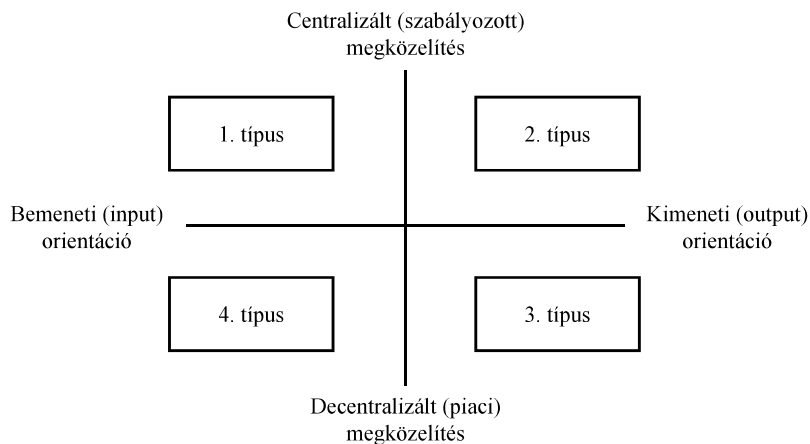 Centralizált (szabályozott)
megközelítés
1. típus
2. típus
Bemeneti (input)
orientáció
Kimeneti (output)
orientáció
4. típus
3. típus
Decentralizált (piaci)
megközelítés